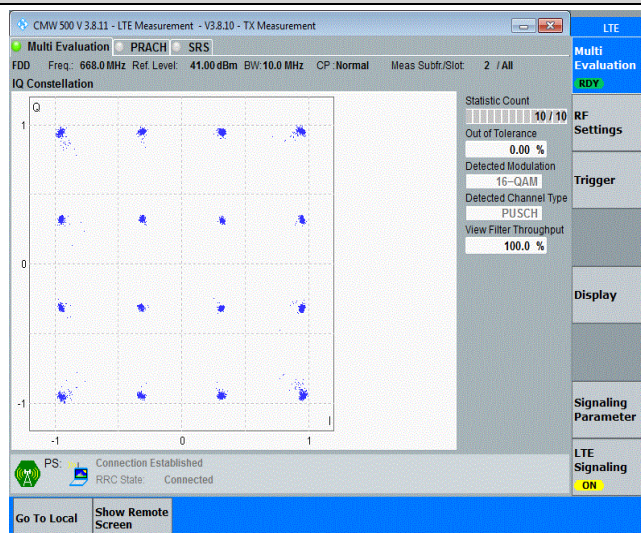 CMW 500 V 3.8.11 - LTE Measurement - V3.8.10 - TX Measurement
LTE
Multi Evaluation PRACH SRS
FDD Freq.: 668.0 MHz Ref. Level: 41.00 dBm BW: 10.0 MHz CP : Normal Meas Subfr./Slot: 2 / All
IQ Constellation
Multi
Evaluation
RDY
Q
1
0
-1
-1 0 1
I
Statistic Count
10 / 10
Out of Tolerance
0.00 %
Detected Modulation
16-QAM
Detected Channel Type
PUSCH
View Filter Throughput
100.0 %
RF
Settings
Trigger
Display
Signaling
Parameter
LTE
Signaling
ON
PS: Connection Established
RRC State: Connected
Go To Local
Show Remote
Screen